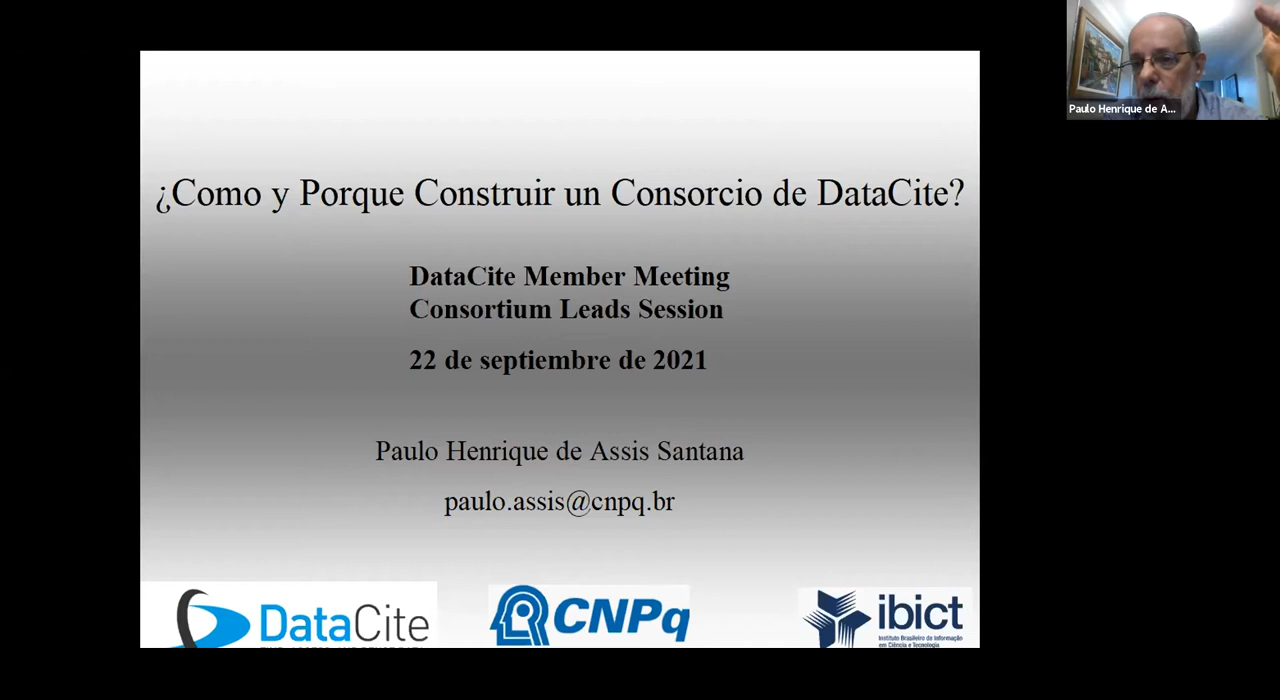 ¿Como y Porque Construir un Consorcio de DataCite?
DataCite Member Meeting
Consortium Leads Session
22 de septiembre de 2021
Paulo Henrique de Assis Santana
paulo.assis@cnpq.br
DataCite
CNPq
ibict
Instituto Brasileiro de Informação
em Ciência e Tecnologia
Paulo Henrique de A...